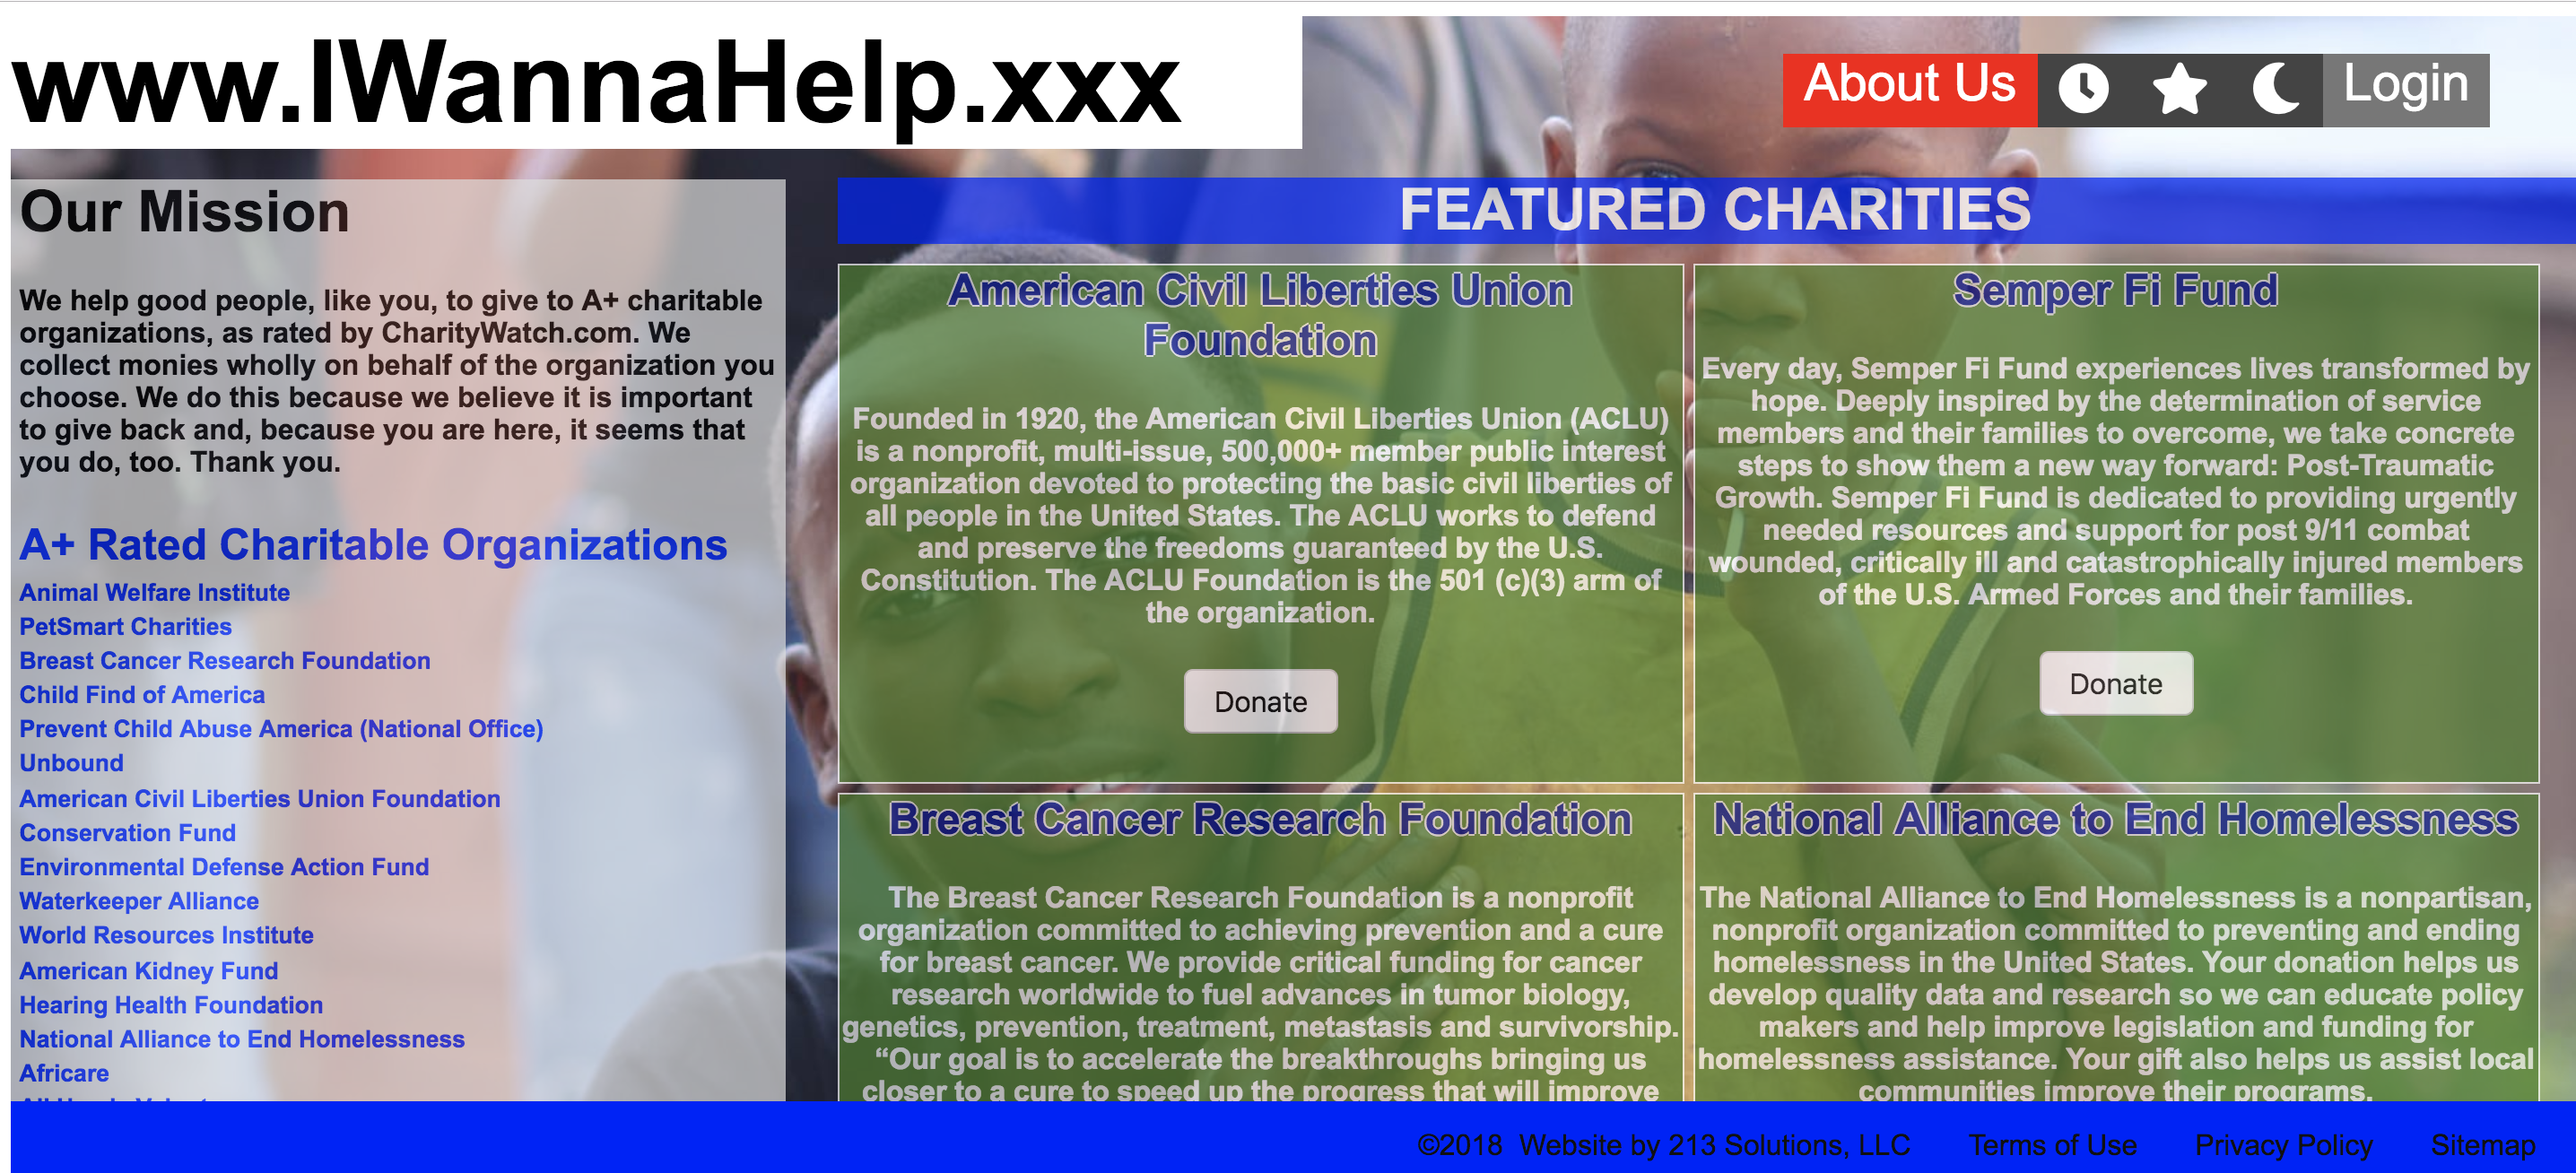 www.IWannaHelp.xxx
About Us
Login
Our Mission
We help good people, like you, to give to A+ charitable
organizations, as rated by CharityWatch.com. We
collect monies wholly on behalf of the organization you
choose. We do this because we believe it is important
to give back and, because you are here, it seems that
you do, too. Thank you.
A+ Rated Charitable Organizations
Animal Welfare Institute
PetSmart Charities
Breast Cancer Research Foundation
Child Find of America
Prevent Child Abuse America (National Office)
Unbound
American Civil Liberties Union Foundation
Conservation Fund
Environmental Defense Action Fund
Waterkeeper Alliance
World Resources Institute
American Kidney Fund
Hearing Health Foundation
National Alliance to End Homelessness
Africare
FEATURED CHARITIES
American Civil Liberties Union
Foundation
Founded in 1920, the American Civil Liberties Union (ACLU)
is a nonprofit, multi-issue, 500,000+ member public interest
organization devoted to protecting the basic civil liberties of
all people in the United States. The ACLU works to defend
and preserve the freedoms guaranteed by the U.S.
Constitution. The ACLU Foundation is the 501 (c)(3) arm of
the organization.
Donate
Semper Fi Fund
Every day, Semper Fi Fund experiences lives transformed by
hope. Deeply inspired by the determination of service
members and their families to overcome, we take concrete
steps to show them a new way forward: Post-Traumatic
Growth. Semper Fi Fund is dedicated to providing urgently
needed resources and support for post 9/11 combat
wounded, critically ill and catastrophically injured members
of the U.S. Armed Forces and their families.
Donate
Breast Cancer Research Foundation
The Breast Cancer Research Foundation is a nonprofit
organization committed to achieving prevention and a cure
for breast cancer. We provide critical funding for cancer
research worldwide to fuel advances in tumor biology,
genetics, prevention, treatment, metastasis and survivorship.
“Our goal is to accelerate the breakthroughs bringing us
closer to a cure to speed up the progress that will improve
National Alliance to End Homelessness
The National Alliance to End Homelessness is a nonpartisan,
nonprofit organization committed to preventing and ending
homelessness in the United States. Your donation helps us
develop quality data and research so we can educate policy
makers and help improve legislation and funding for
homelessness assistance. Your gift also helps us assist local
communities improve their programs.
©2018 Website by 213 Solutions, LLC
Terms of Use
Privacy Policy
Sitemap